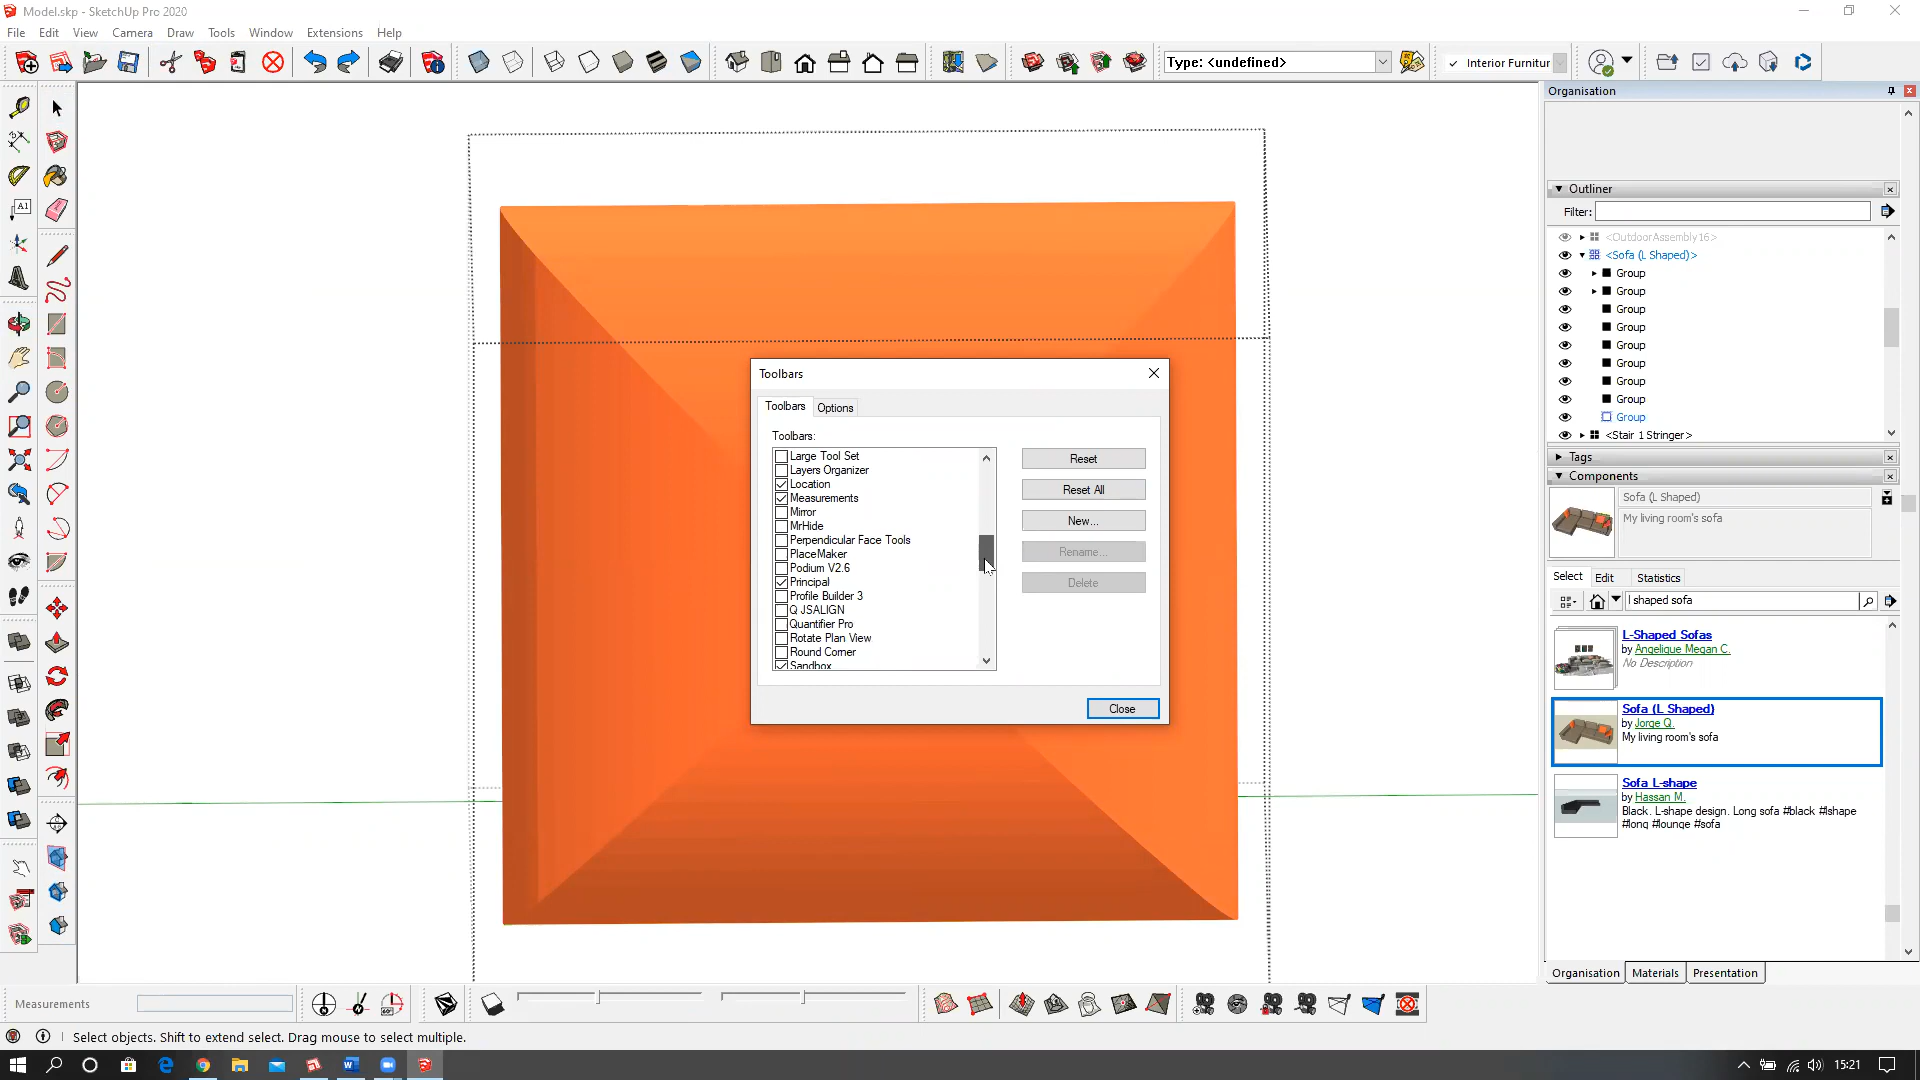 Model.skp - SketchUp Pro 2020
File Edit View Camera Draw Tools Window Extensions Help
Type: <undefined>
Interior Furnitur
Organisation
A1
Outliner
Filter:
<OutdoorAssembly16>
<Sofa (L Shaped)>
Group
Group
Group
Group
Group
Group
Group
Group
Group
<Stair 1 Stringer>
Tags
Components
Sofa (L Shaped)
My living room's sofa
Select Edit Statistics
l shaped sofa
L-Shaped Sofas
by Angelique Megan C.
No Description
Sofa (L Shaped)
by Jorge Q.
My living room's sofa
Sofa L-shape
by Hassan M.
Black. L-shape design. Long sofa #black #lshape
#long #lounge #sofa
Organisation Materials Presentation
Toolbars
Toolbars Options
Toolbars:
Large Tool Set
Layers Organizer
Location
Measurements
Mirror
MrHide
Perpendicular Face Tools
PlaceMaker
Podium V2.6
Principal
Profile Builder 3
Q JSALIGN
Quantifier Pro
Rotate Plan View
Round Corner
Sandbox
Reset
Reset All
New...
Rename...
Delete
Close
Measurements
Select objects. Shift to extend select. Drag mouse to select multiple.
15:21